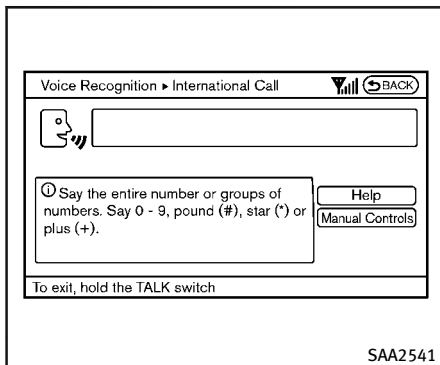 Voice Recognition ▸ International Call BACK
ⓘ Say the entire number or groups of
numbers. Say 0 - 9, pound (#), star (*) or
plus (+).
Help
Manual Controls
To exit, hold the TALK switch
SAA2541